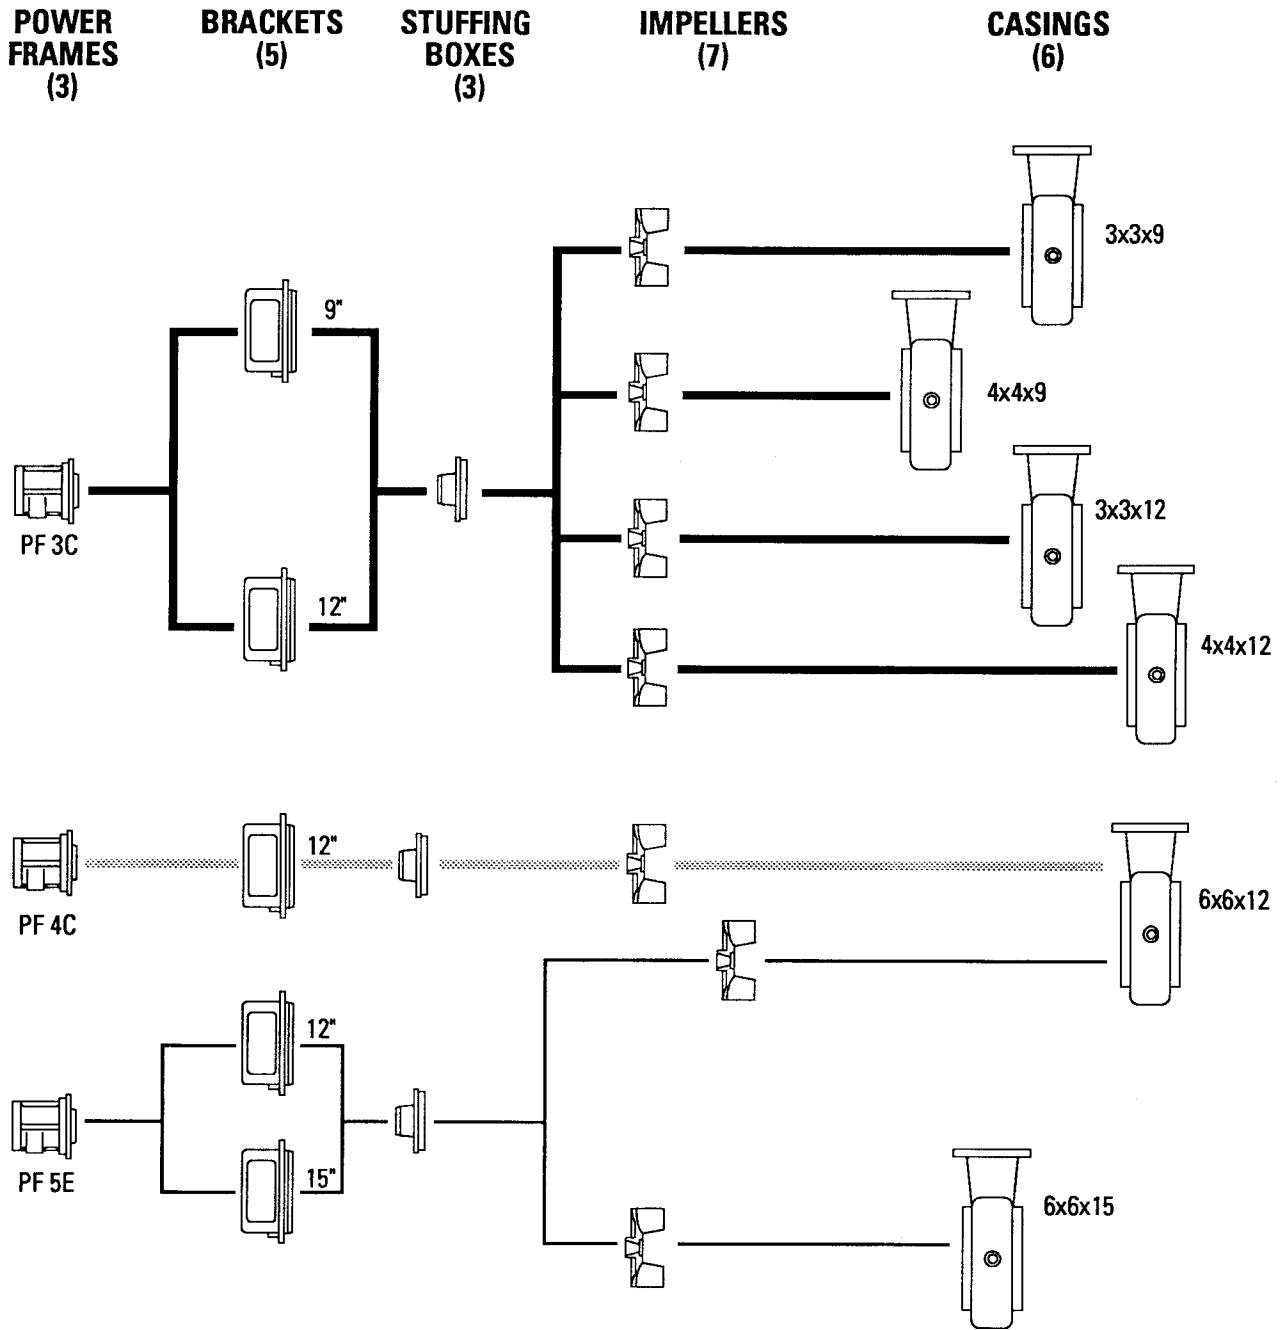 POWER
FRAMES
(3)
BRACKETS
(5)
STUFFING
BOXES
(3)
IMPELLERS
(7)
CASINGS
(6)
3x3x9
9"
4x4x9
3x3x12
PF 3C
12"
4x4x12
12"
6x6x12
PF 4C
12"
15"
PF 5E
6x6x15